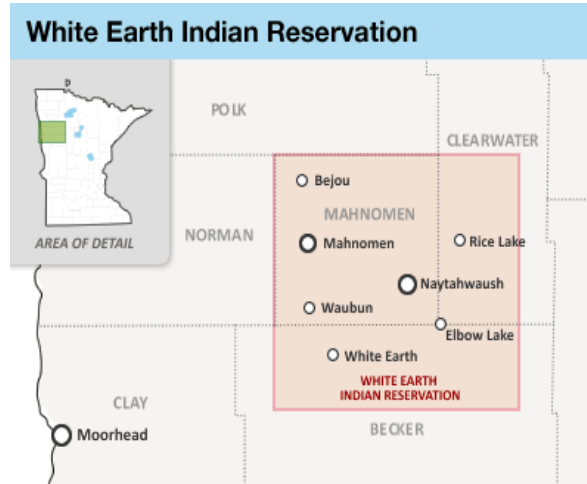 White Earth Indian Reservation
POLK
CLEARWATER
AREA OF DETAIL
Bejou
MAHNOMEN
NORMAN
Mahnomen
Rice Lake
Naytahwaush
Waubun
Elbow Lake
White Earth
WHITE EARTH
INDIAN RESERVATION
CLAY
BECKER
Moorhead